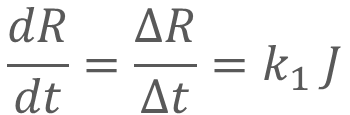 dR/dt = ΔR/Δt = k₁ J